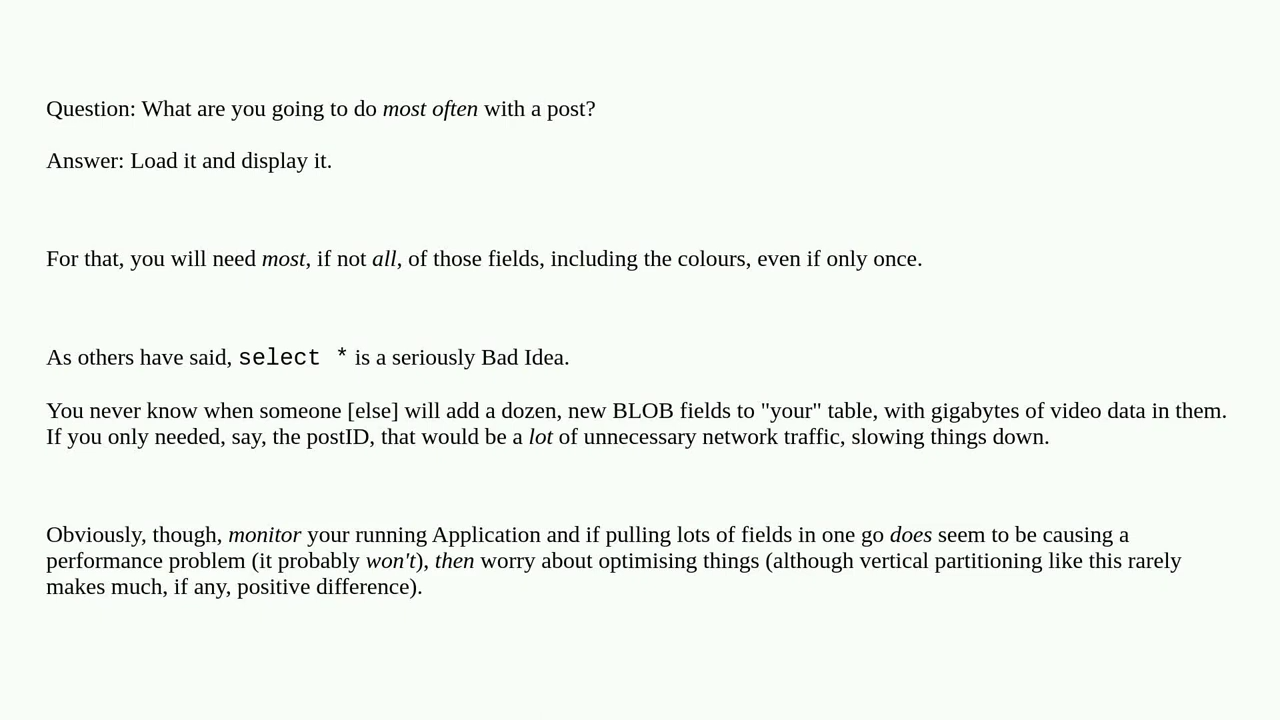 Question: What are you going to do most often with a post?
Answer: Load it and display it.
For that, you will need most, if not all, of those fields, including the colours, even if only once.
As others have said, select * is a seriously Bad Idea.
You never know when someone [else] will add a dozen, new BLOB fields to "your" table, with gigabytes of video data in them.
If you only needed, say, the postID, that would be a lot of unnecessary network traffic, slowing things down.
Obviously, though, monitor your running Application and if pulling lots of fields in one go does seem to be causing a
performance problem (it probably won't), then worry about optimising things (although vertical partitioning like this rarely
makes much, if any, positive difference).